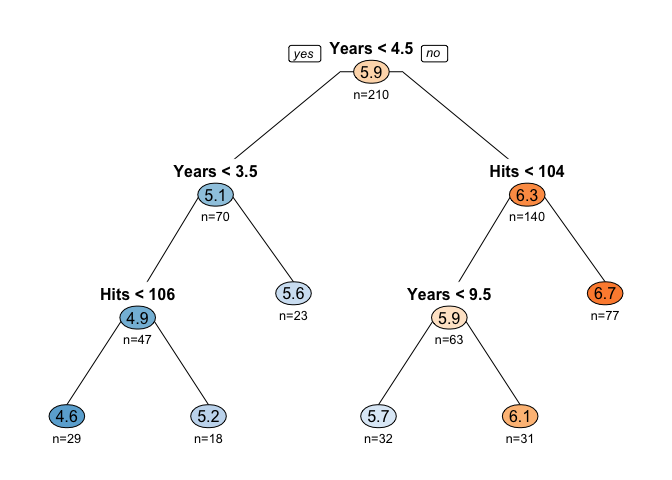 Years < 4.5
yes
no
5.9
n=210
Years < 3.5
Hits < 104
5.1
6.3
n=70
n=140
Hits < 106
5.6
Years < 9.5
6.7
4.9
n=23
5.9
n=77
n=47
n=63
4.6
5.2
5.7
6.1
n=29
n=18
n=32
n=31